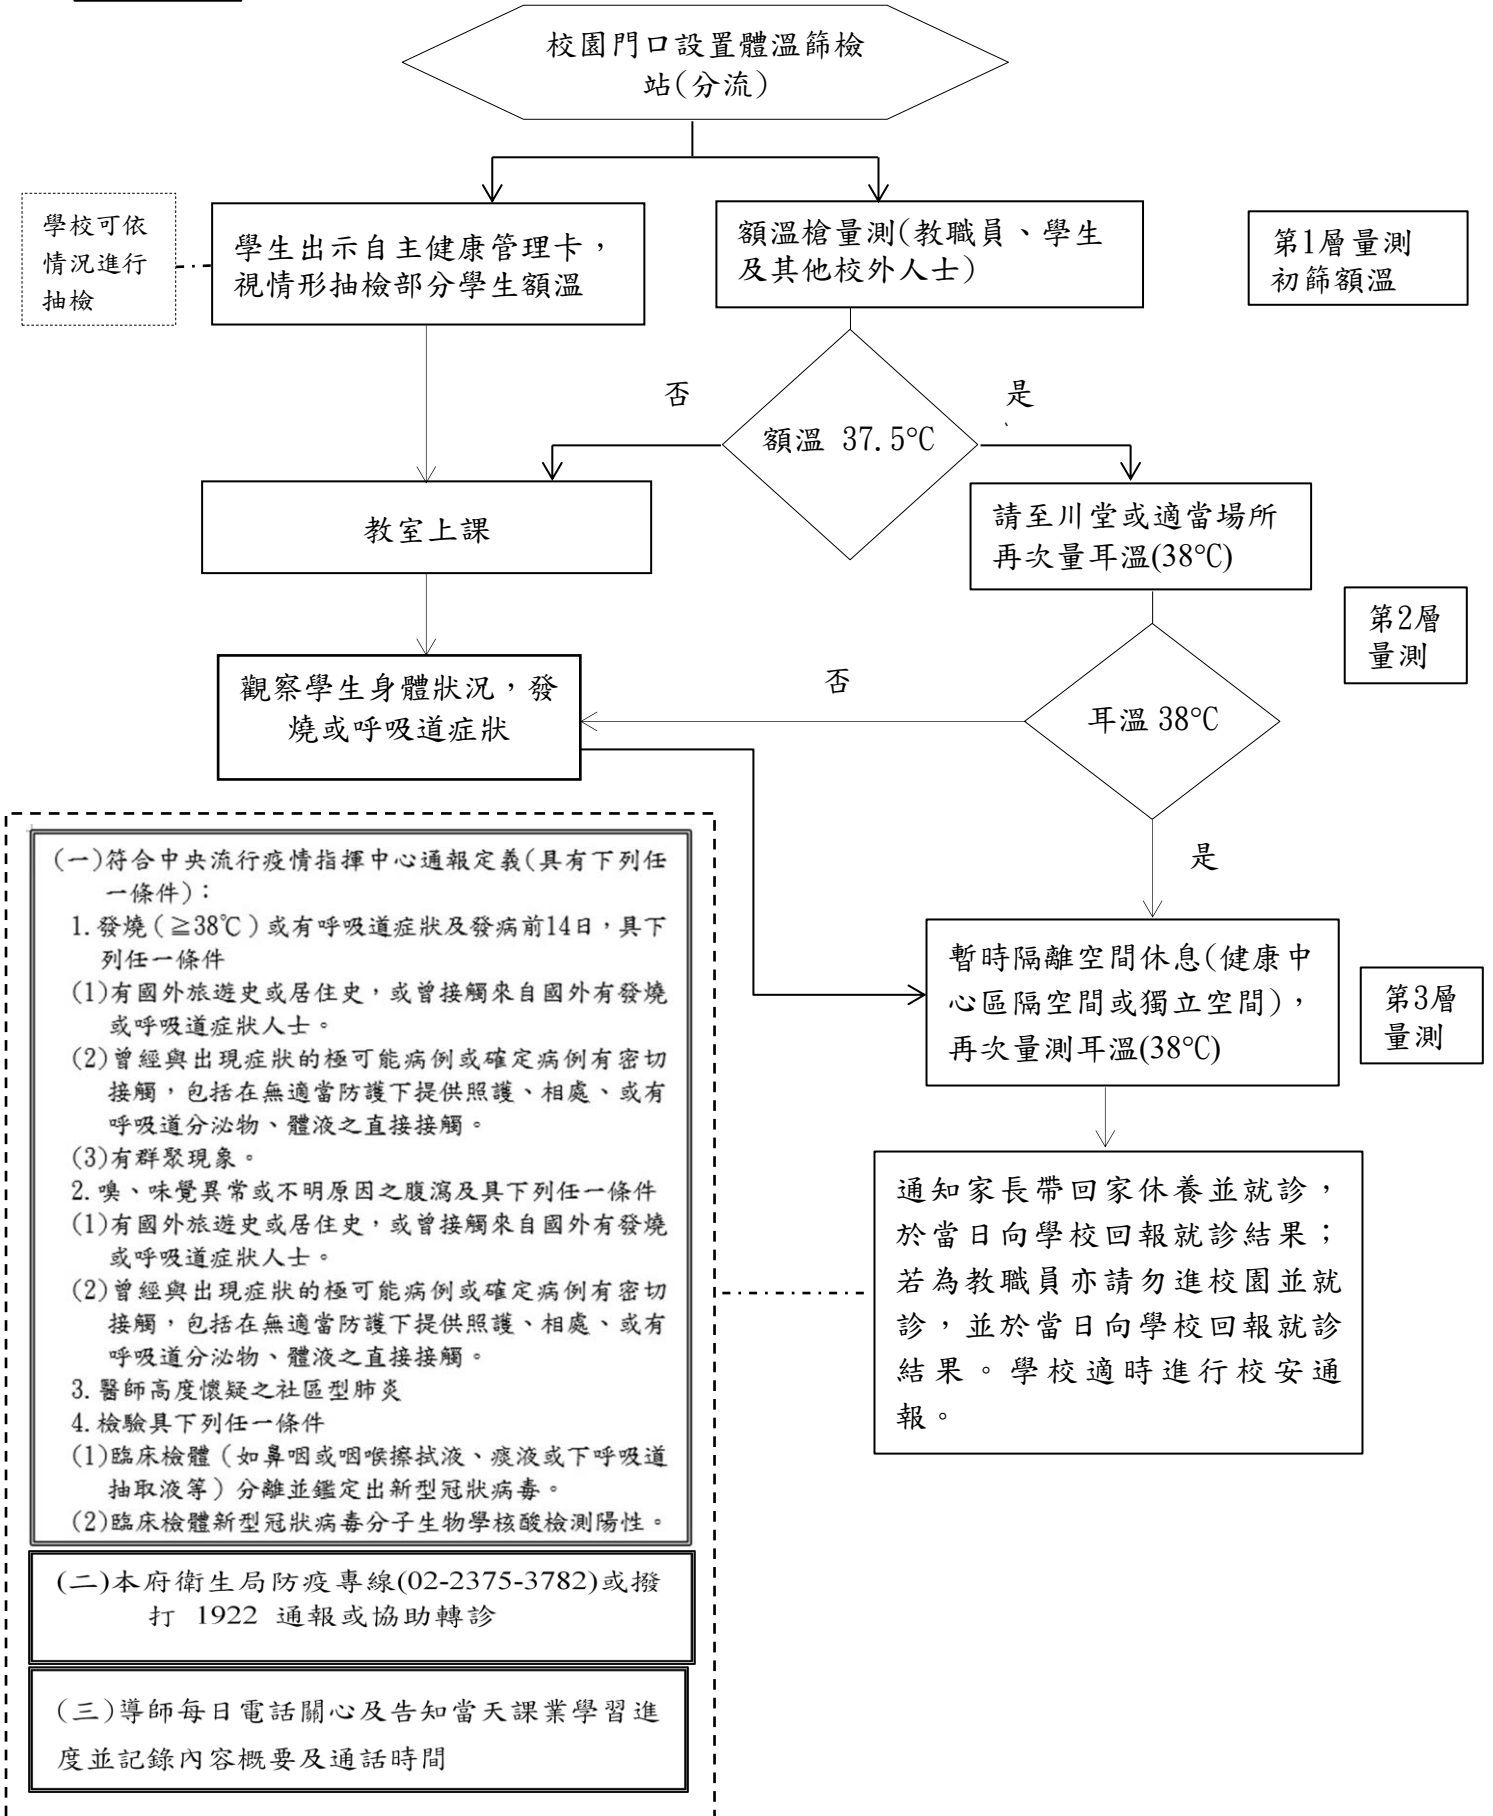 校園門口設置體溫篩檢
站(分流)
學校可依
情況進行
抽檢
學生出示自主健康管理卡，
視情形抽檢部分學生額溫
額溫槍量測(教職員、學生
及其他校外人士)
第1層量測
初篩額溫
否
是
額溫 37.5°C
教室上課
請至川堂或適當場所
再次量耳溫(38°C)
第2層
量測
觀察學生身體狀況，發
燒或呼吸道症狀
否
耳溫 38°C
是
(一)符合中央流行疫情指揮中心通報定義(具有下列任
一條件)：
1.發燒(≧38℃)或有呼吸道症狀及發病前14日，具下
列任一條件
(1)有國外旅遊史或居住史，或曾接觸來自國外有發燒
或呼吸道症狀人士。
(2)曾經與出現症狀的極可能病例或確定病例有密切
接觸，包括在無適當防護下提供照護、相處、或有
呼吸道分泌物、體液之直接接觸。
(3)有群聚現象。
2.嗅、味覺異常或不明原因之腹瀉及具下列任一條件
(1)有國外旅遊史或居住史，或曾接觸來自國外有發燒
或呼吸道症狀人士。
(2)曾經與出現症狀的極可能病例或確定病例有密切
接觸，包括在無適當防護下提供照護、相處、或有
呼吸道分泌物、體液之直接接觸。
3.醫師高度懷疑之社區型肺炎
4.檢驗具下列任一條件
(1)臨床檢體（如鼻咽或咽喉擦拭液、痰液或下呼吸道
抽取液等）分離並鑑定出新型冠狀病毒。
(2)臨床檢體新型冠狀病毒分子生物學核酸檢測陽性。
(二)本府衛生局防疫專線(02-2375-3782)或撥
打 1922 通報或協助轉診
(三)導師每日電話關心及告知當天課業學習進
度並記錄內容概要及通話時間
暫時隔離空間休息(健康中
心區隔空間或獨立空間)，
再次量測耳溫(38°C)
第3層
量測
通知家長帶回家休養並就診，
於當日向學校回報就診結果；
若為教職員亦請勿進校園並就
診，並於當日向學校回報就診
結果。學校適時進行校安通
報。